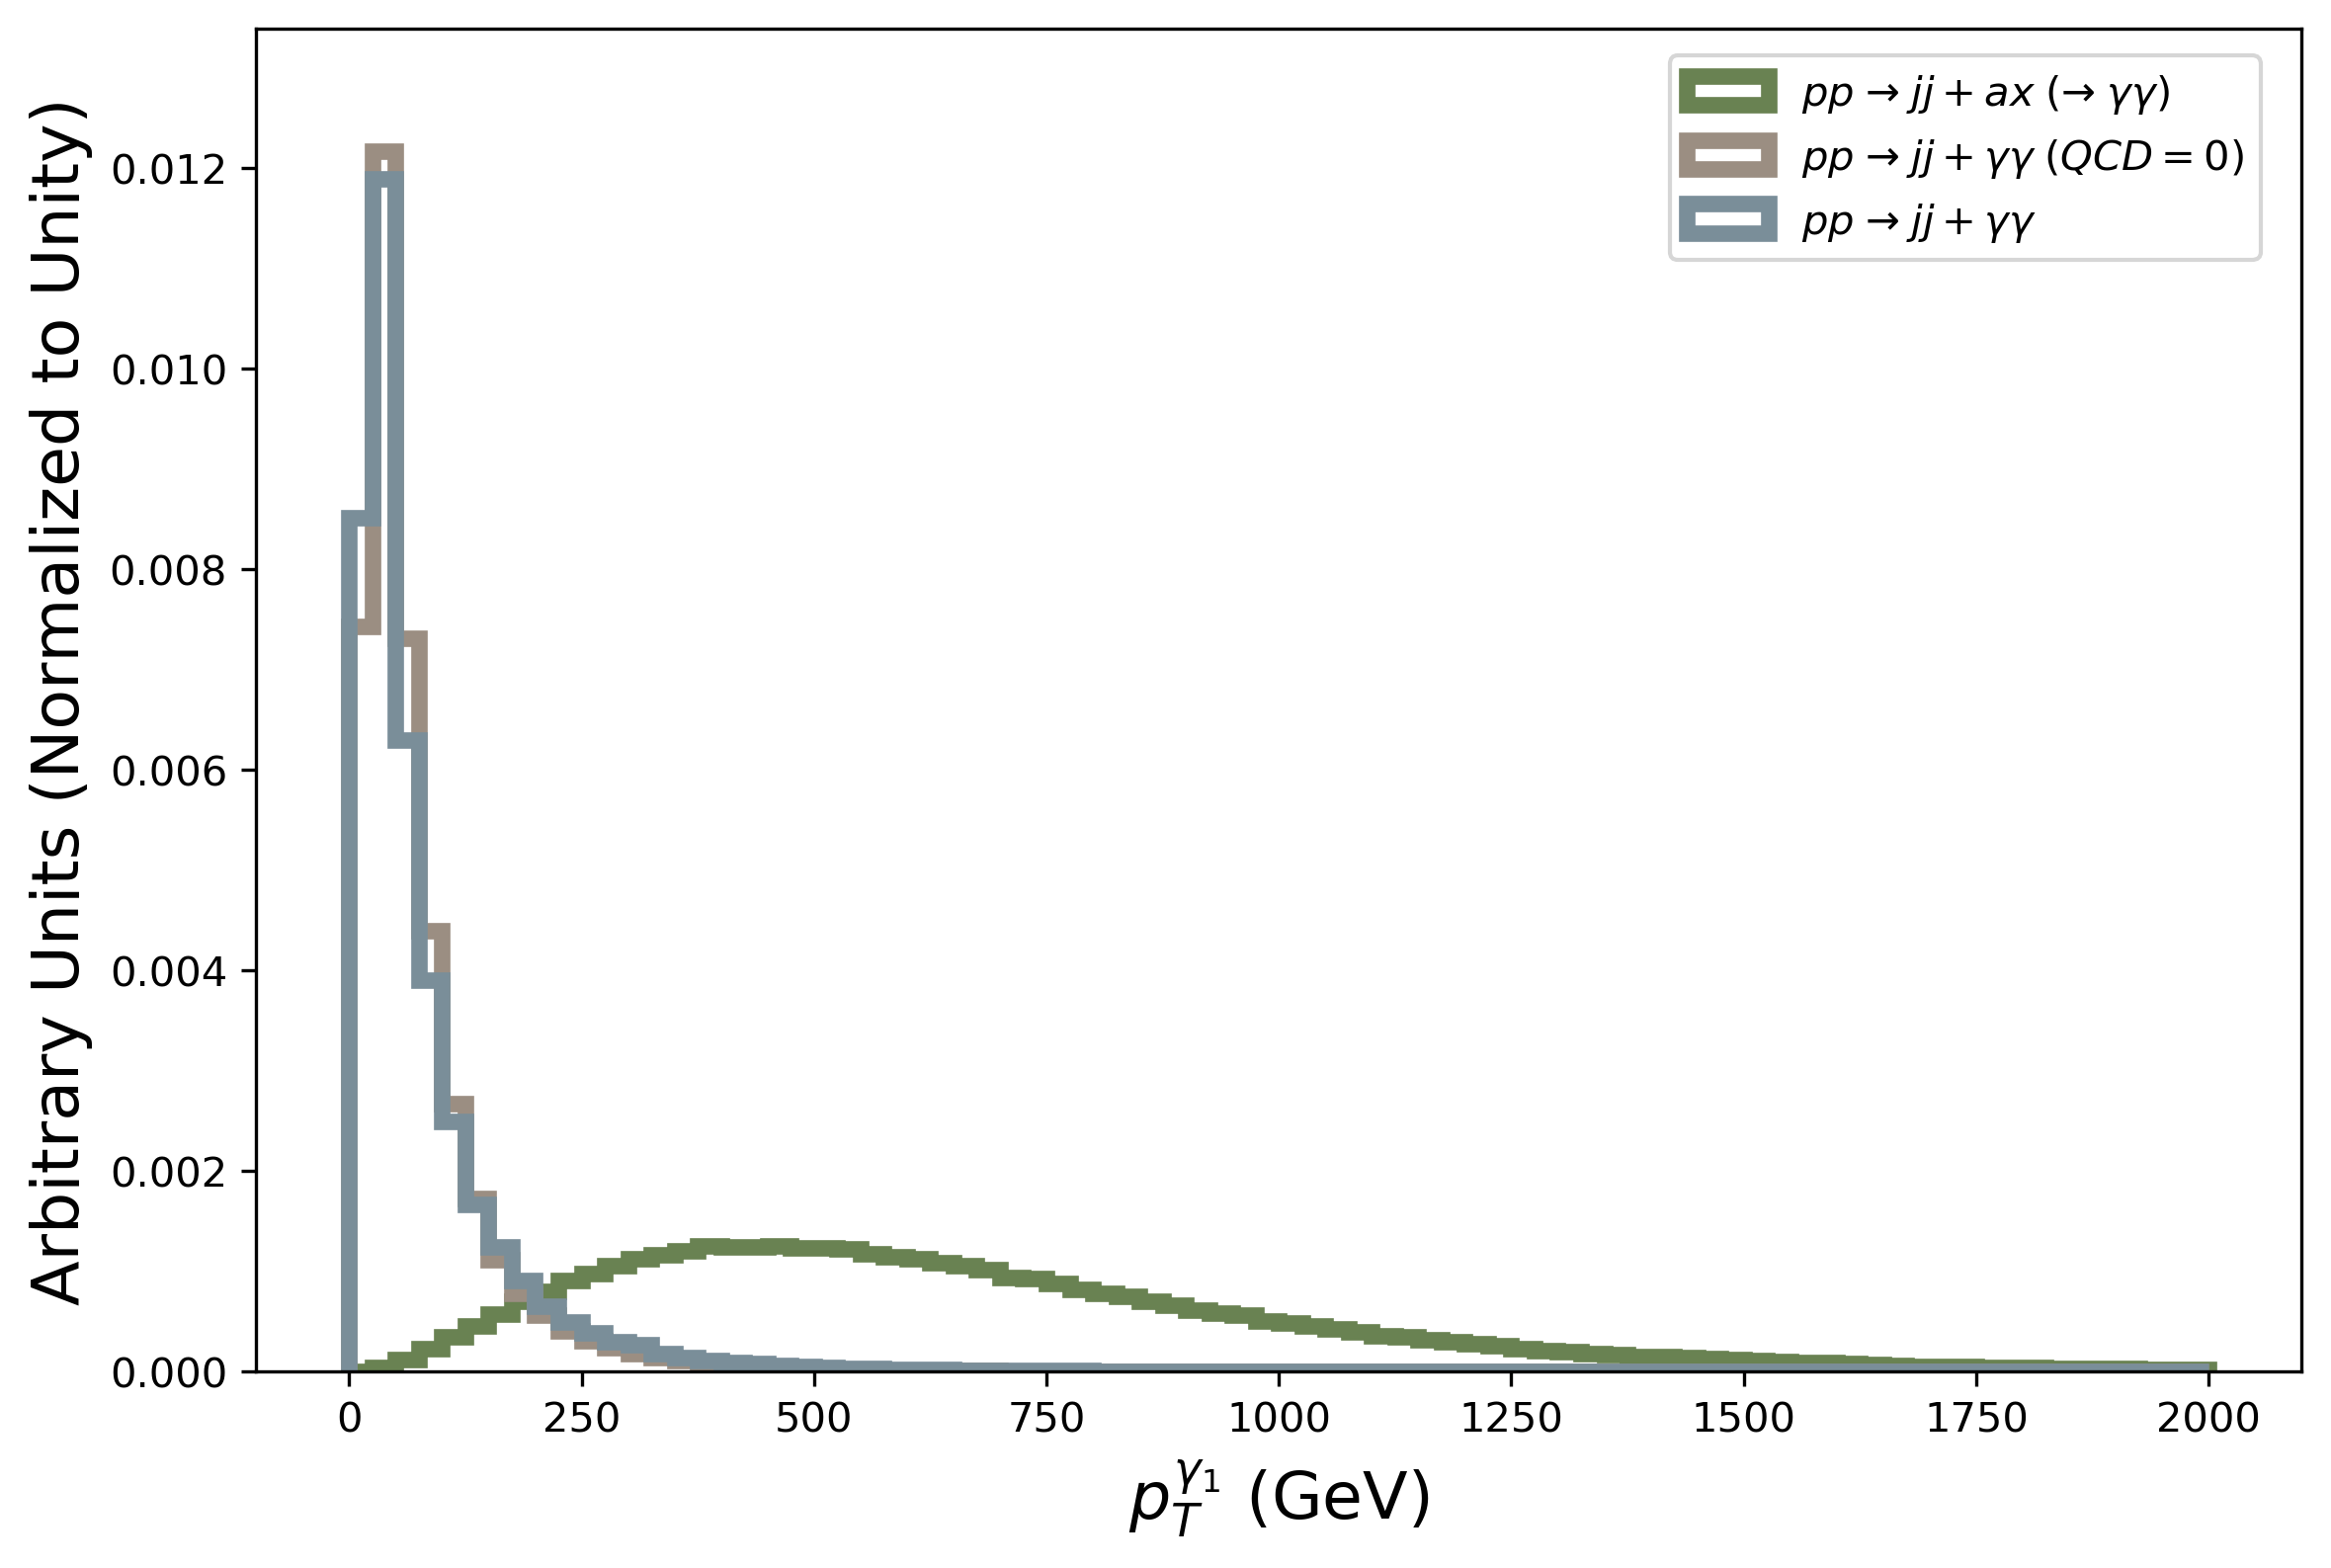 Arbitrary Units (Normalized to Unity)
0.012
0.010
0.008
0.006
0.004
0.002
0.000
pp → jj + ax (→ γγ)
pp → jj + γγ (QCD = 0)
pp → jj + γγ
0 250 500 750 1000 1250 1500 1750 2000
p_T^{γ_1} (GeV)